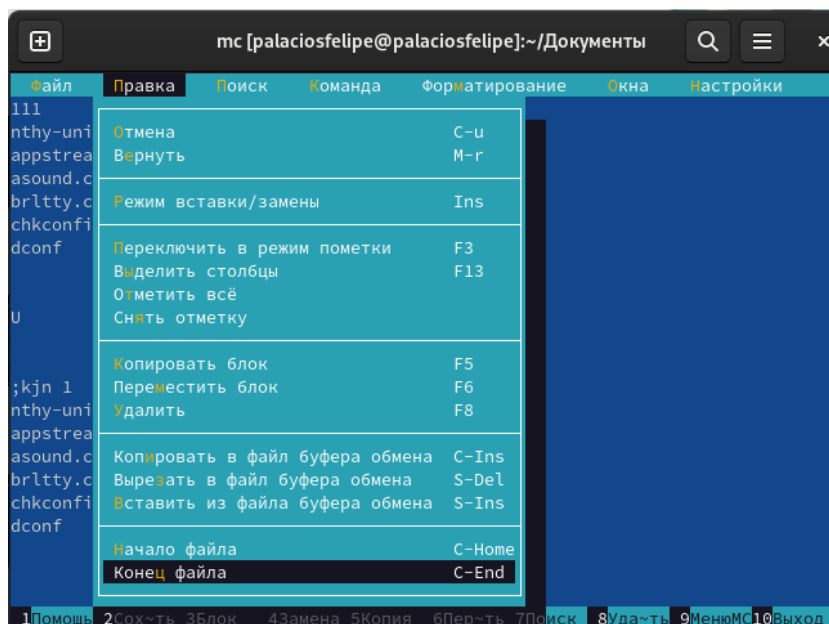 mc [palaciosfelipe@palaciosfelipe]:~/Документы
Файл Правка Поиск Команда Форматирование Окна Настройки
111
nthy-uni Отмена C-u
appstrea Вернуть M-r
asound.c
brltty.c Режим вставки/замены Ins
chkconfi
dconf Переключить в режим пометки F3
Выделить столбцы F13
Отметить всё
U Снять отметку
Копировать блок F5
;kjn 1 Переместить блок F6
nthy-uni Удалить F8
appstrea
asound.c Копировать в файл буфера обмена C-Ins
brltty.c Вырезать в файл буфера обмена S-Del
chkconfi Вставить из файла буфера обмена S-Ins
dconf
Начало файла C-Home
Конец файла C-End
1Помощь 2Сох~ть 3Блок 4Замена 5Копия 6Пер~ть 7Поиск 8Уда~ть 9МенюMC10Выход